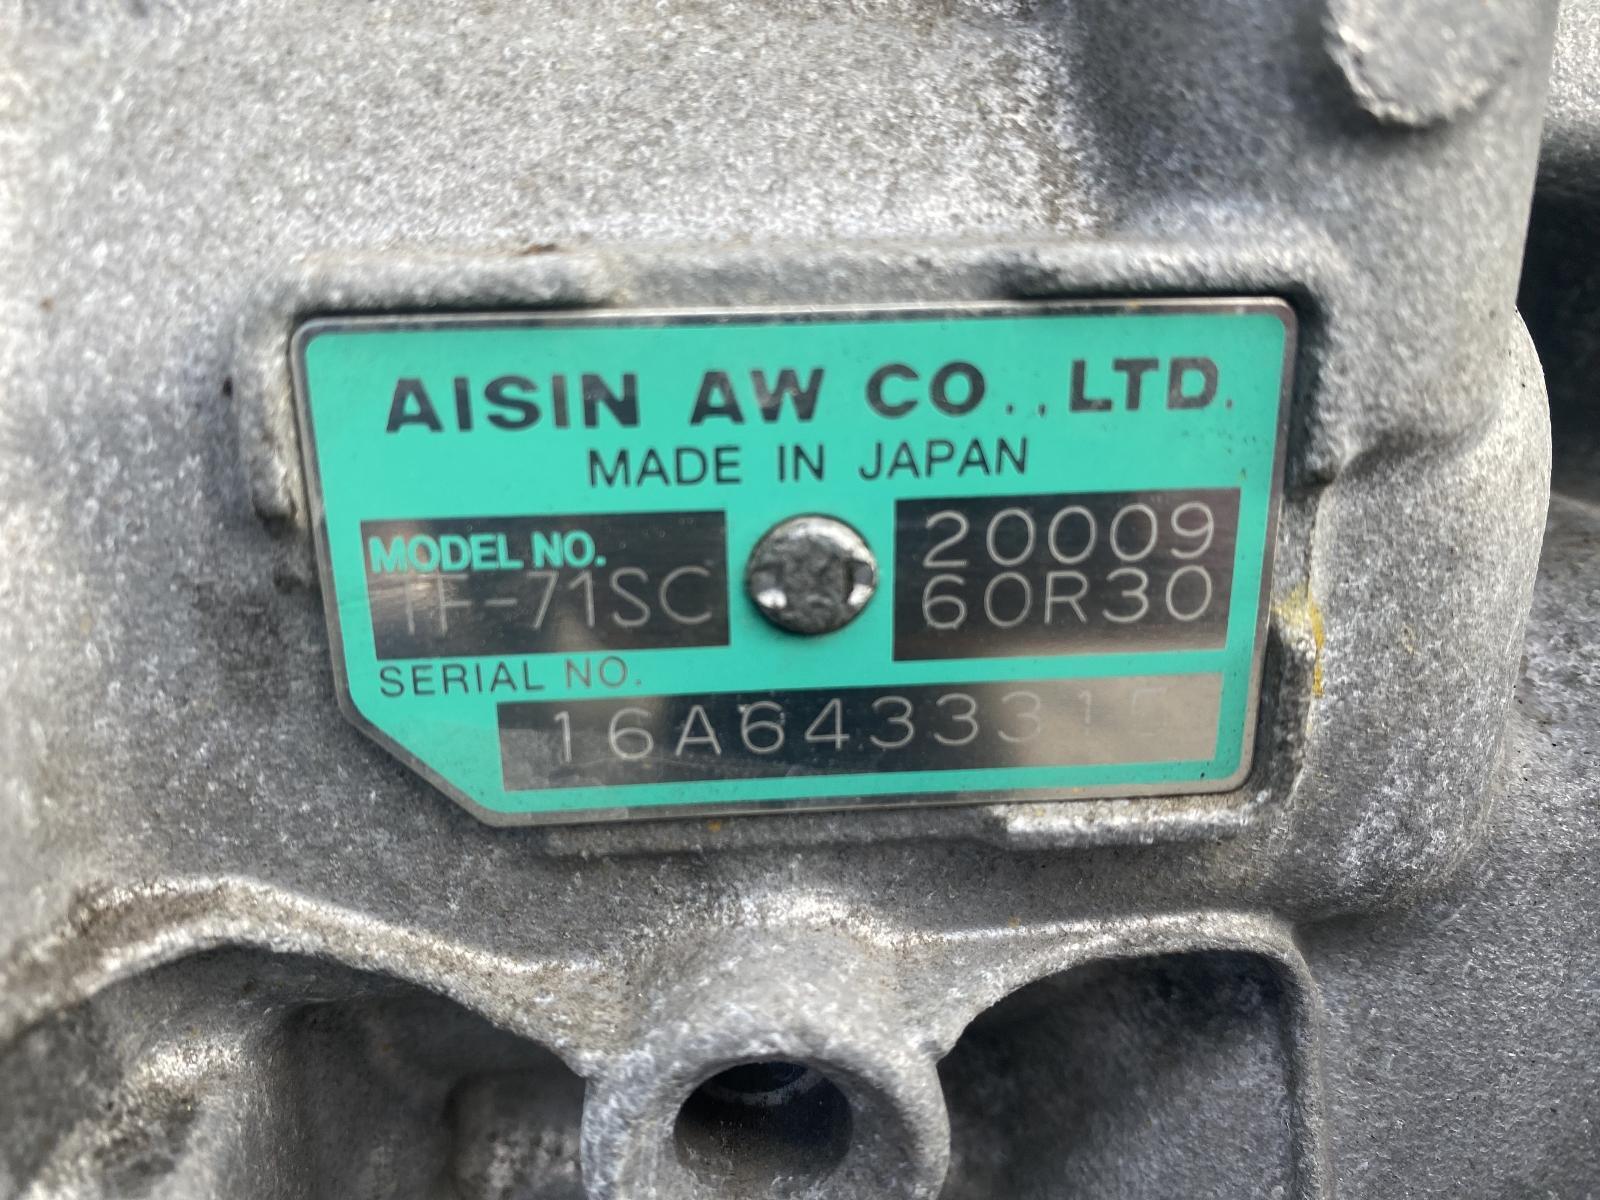 AISIN AW CO., LTD.
MADE IN JAPAN
MODEL NO.
TF-71SC
20009
60R30
SERIAL NO.